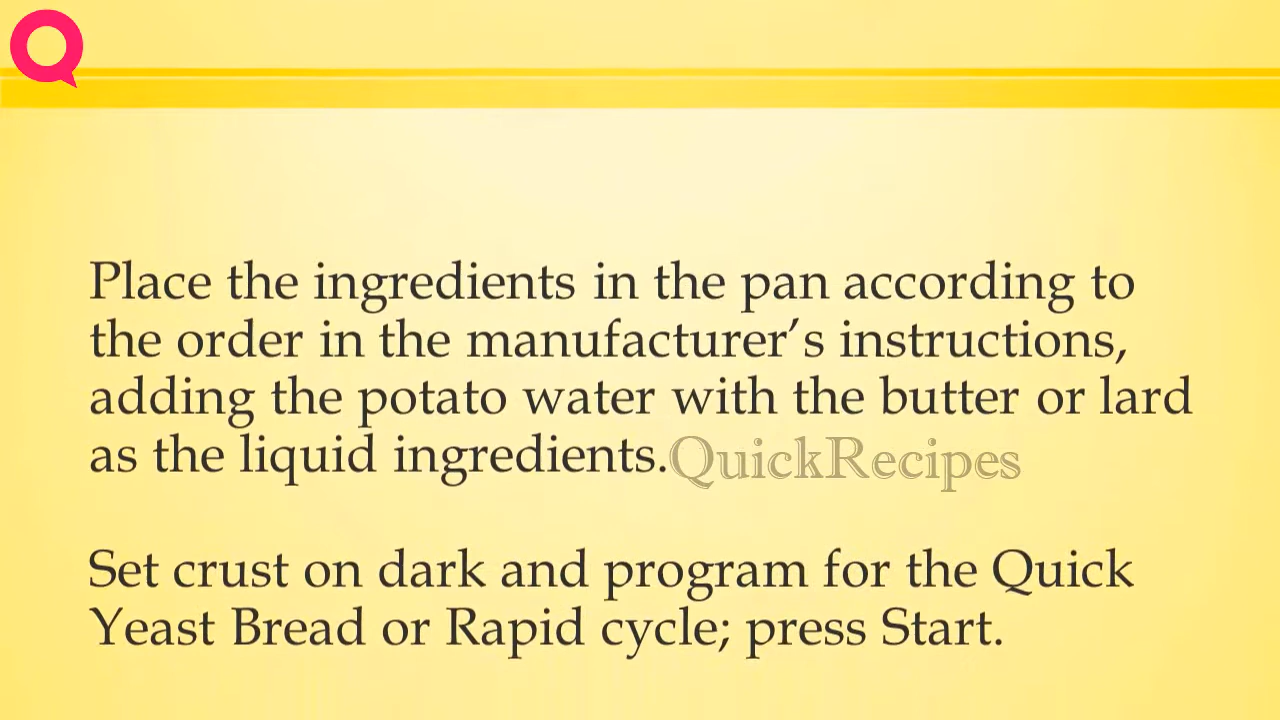 Place the ingredients in the pan according to
the order in the manufacturer’s instructions,
adding the potato water with the butter or lard
as the liquid ingredients.QuickRecipes
Set crust on dark and program for the Quick
Yeast Bread or Rapid cycle; press Start.